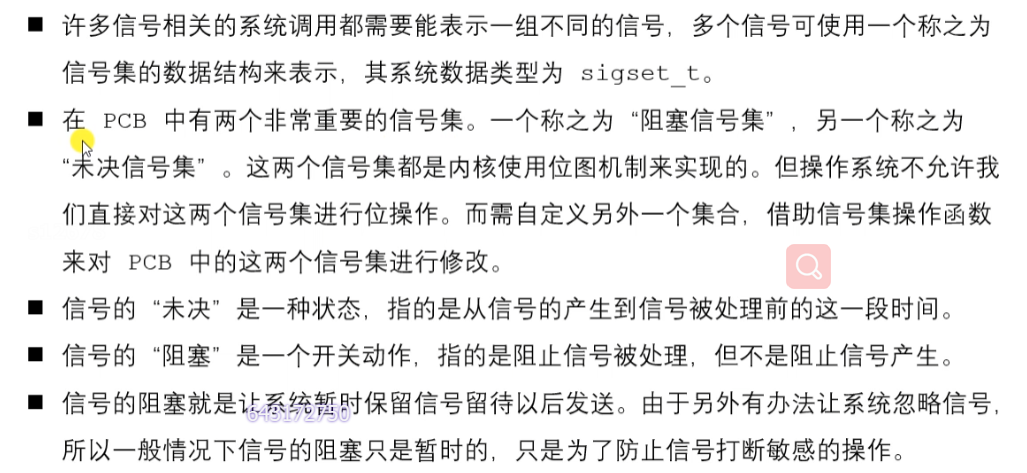 ■ 许多信号相关的系统调用都需要能表示一组不同的信号，多个信号可使用一个称之为
信号集的数据结构来表示，其系统数据类型为 sigset_t。
■ 在 PCB 中有两个非常重要的信号集。一个称之为 “阻塞信号集” ，另一个称之为
“未决信号集” 。这两个信号集都是内核使用位图机制来实现的。但操作系统不允许我
们直接对这两个信号集进行位操作。而需自定义另外一个集合，借助信号集操作函数
来对 PCB 中的这两个信号集进行修改。
■ 信号的 “未决” 是一种状态，指的是从信号的产生到信号被处理前的这一段时间。
■ 信号的 “阻塞” 是一个开关动作，指的是阻止信号被处理，但不是阻止信号产生。
■ 信号的阻塞就是让系统暂时保留信号留待以后发送。由于另外有办法让系统忽略信号，
所以一般情况下信号的阻塞只是暂时的，只是为了防止信号打断敏感的操作。